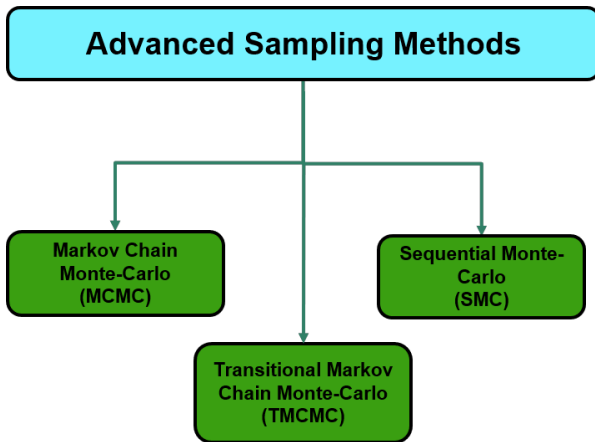 Advanced Sampling Methods
Markov Chain
Monte-Carlo
(MCMC)
Sequential Monte-
Carlo
(SMC)
Transitional Markov
Chain Monte-Carlo
(TMCMC)